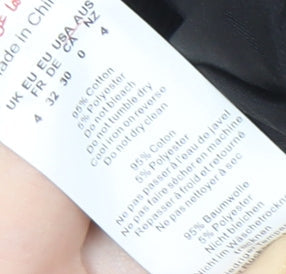 Made in China
UK EU EU USA AUS
FR DE CA NZ
4 32 30 0 4
95% Cotton
5% Polyester
Do not bleach
Do not tumble dry
Cool iron on reverse
Do not dry clean
95% Coton
5% Polyester
Ne pas passer à l'eau de javel
Ne pas faire sécher en machine
Repasser à froid et retourné
Ne pas nettoyer à sec
95% Baumwolle
5% Polyester
Nicht bleichen